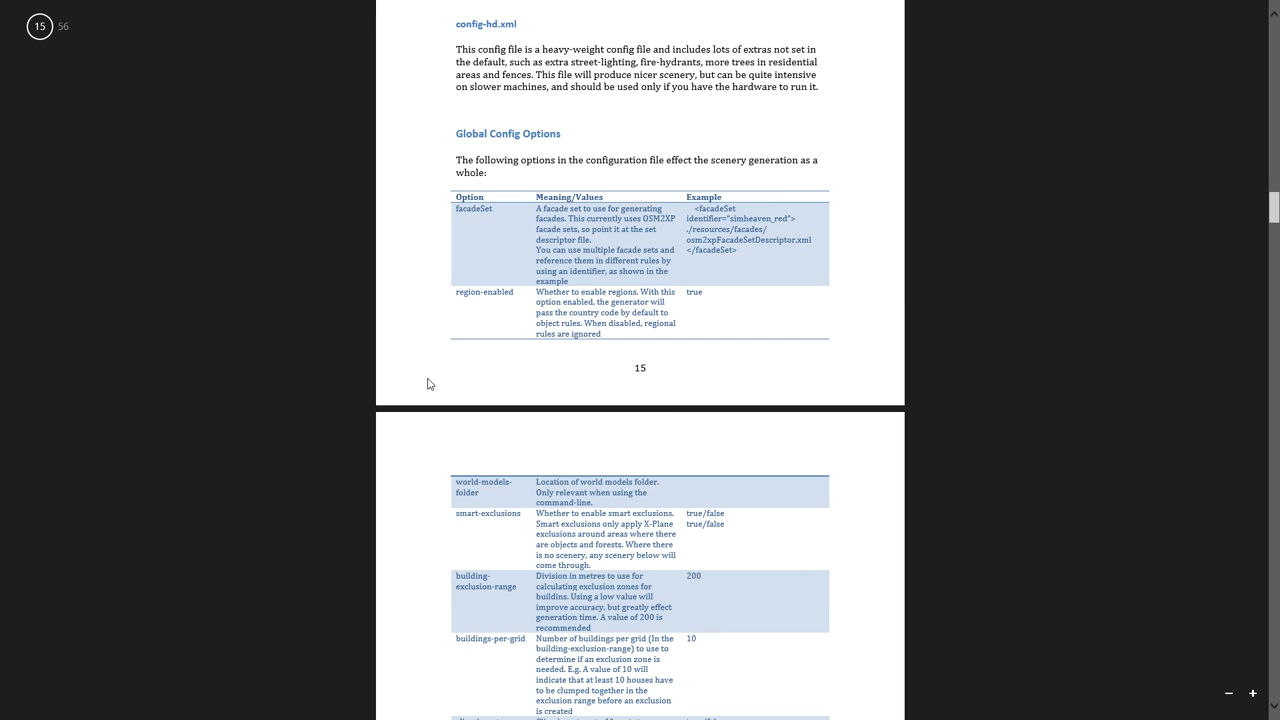 15 56
config-hd.xml
This config file is a heavy-weight config file and includes lots of extras not set in
the default, such as extra street-lighting, fire-hydrants, more trees in residential
areas and fences. This file will produce nicer scenery, but can be quite intensive
on slower machines, and should be used only if you have the hardware to run it.
Global Config Options
The following options in the configuration file effect the scenery generation as a
whole:
Option Meaning/Values Example
facadeSet A facade set to use for generating <facadeSet
facades. This currently uses OSM2XP identifier="simheaven_red">
facade sets, so point it at the set ./resources/facades/
descriptor file. osm2xpFacadeSetDescriptor.xml
You can use multiple facade sets and </facadeSet>
reference them in different rules by
using an identifier, as shown in the
example
region-enabled Whether to enable regions. With this true
option enabled, the generator will
pass the country code by default to
object rules. When disabled, regional
rules are ignored
15
world-models- Location of world models folder.
folder Only relevant when using the
command-line.
smart-exclusions Whether to enable smart exclusions. true/false
Smart exclusions only apply X-Plane true/false
exclusions around areas where there
are objects and forests. Where there
is no scenery, any scenery below will
come through.
building- Division in metres to use for 200
exclusion-range calculating exclusion zones for
buildins. Using a low value will
improve accuracy, but greatly effect
generation time. A value of 200 is
recommended
buildings-per-grid Number of buildings per grid (In the 10
building-exclusion-range) to use to
determine if an exclusion zone is
needed. E.g. A value of 10 will
indicate that at least 10 houses have
to be clumped together in the
exclusion range before an exclusion
is created